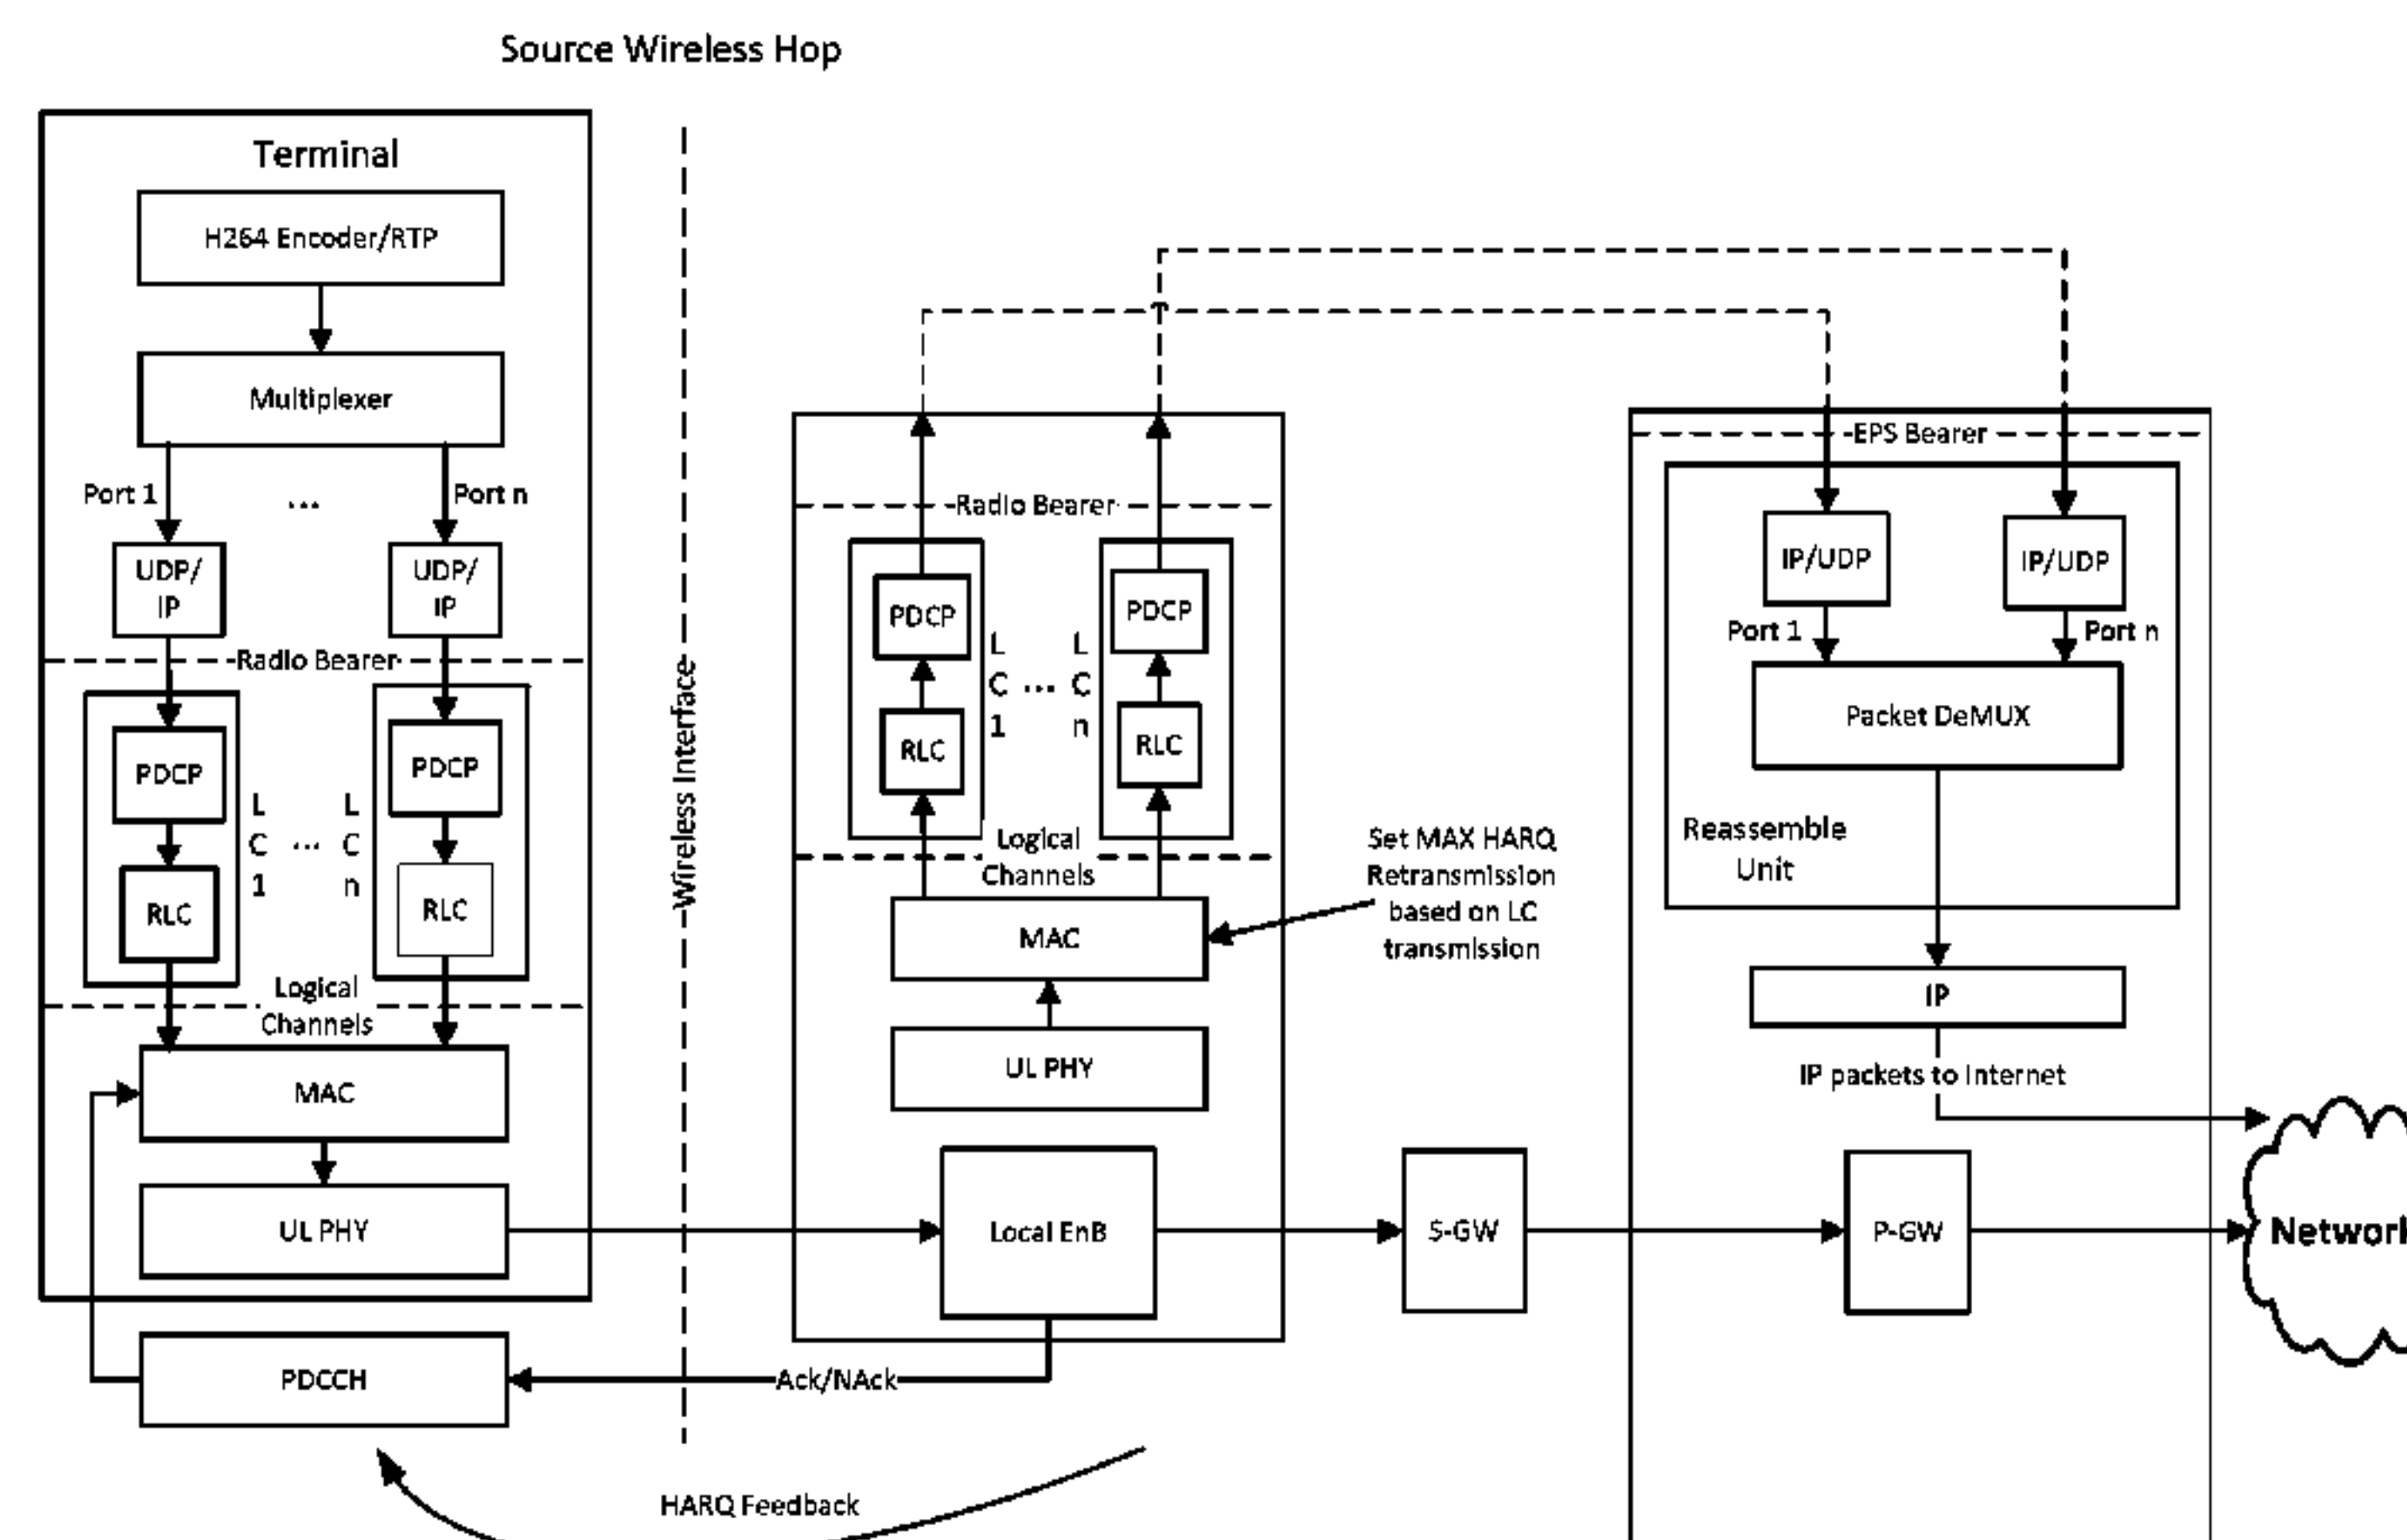 Source Wireless Hop
Terminal
H264 Encoder/RTP
Multiplexer
Port 1
...
Port n
UDP/
IP
UDP/
IP
Radio Bearer
PDCP
PDCP
L
C
1
...
L
C
n
RLC
RLC
Logical
Channels
MAC
UL PHY
PDCCH
Wireless Interface
Radio Bearer
PDCP
PDCP
L
C
1
...
L
C
n
RLC
RLC
Logical
Channels
MAC
UL PHY
Local EnB
Ack/NAck
HARQ Feedback
Set MAX HARQ
Retransmission
based on LC
transmission
S-GW
EPS Bearer
IP/UDP
IP/UDP
Port 1
Port n
Packet DeMUX
Reassemble
Unit
IP
IP packets to Internet
P-GW
Network